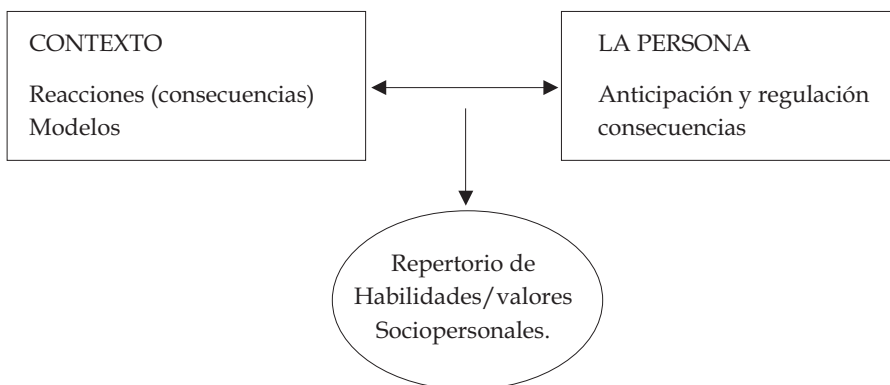 CONTEXTO
Reacciones (consecuencias)
Modelos
LA PERSONA
Anticipación y regulación
consecuencias
Repertorio de
Habilidades/valores
Sociopersonales.